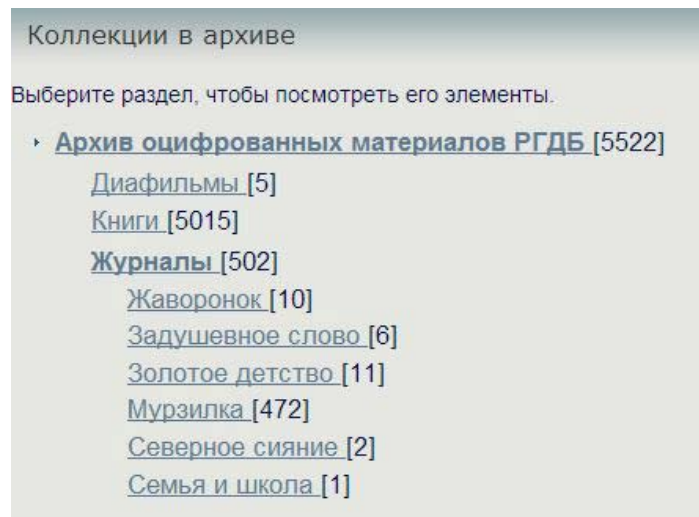 Коллекции в архиве
Выберите раздел, чтобы посмотреть его элементы.
Архив оцифрованных материалов РГДБ [5522]
Диафильмы [5]
Книги [5015]
Журналы [502]
Жаворонок [10]
Задушевное слово [6]
Золотое детство [11]
Мурзилка [472]
Северное сияние [2]
Семья и школа [1]